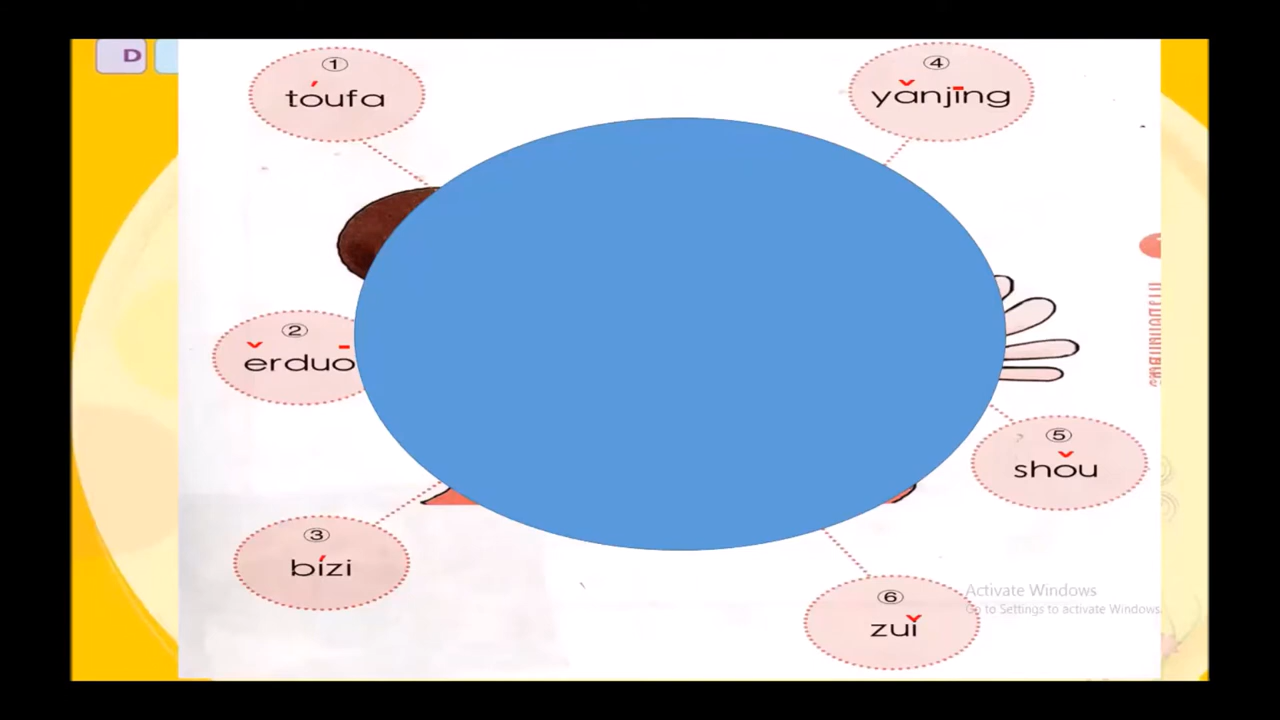 D
①
tóufa
②
ěrduō
③
bízi
④
yǎnjīng
⑤
shǒu
⑥
zuǐ
Activate Windows
Go to Settings to activate Windows.